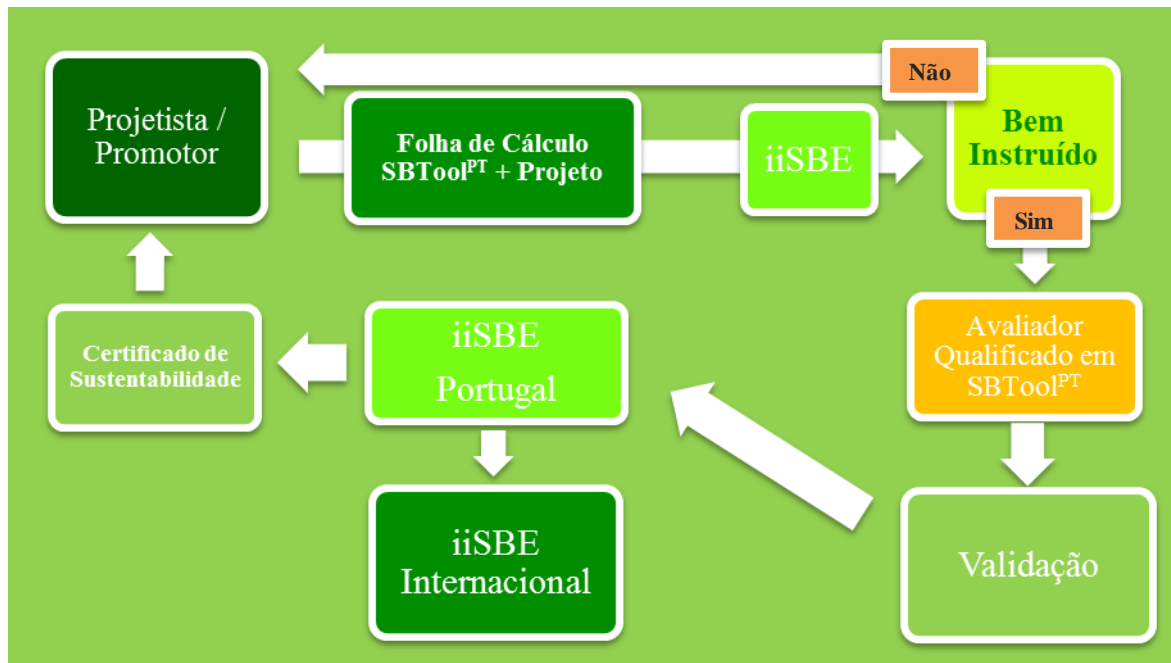 Não
Projetista /
Promotor
Folha de Cálculo
SBToolᴾᵀ + Projeto
iiSBE
Bem
Instruído
Sim
Avaliador
Qualificado em
SBToolᴾᵀ
iiSBE
Portugal
Certificado de
Sustentabilidade
iiSBE
Internacional
Validação